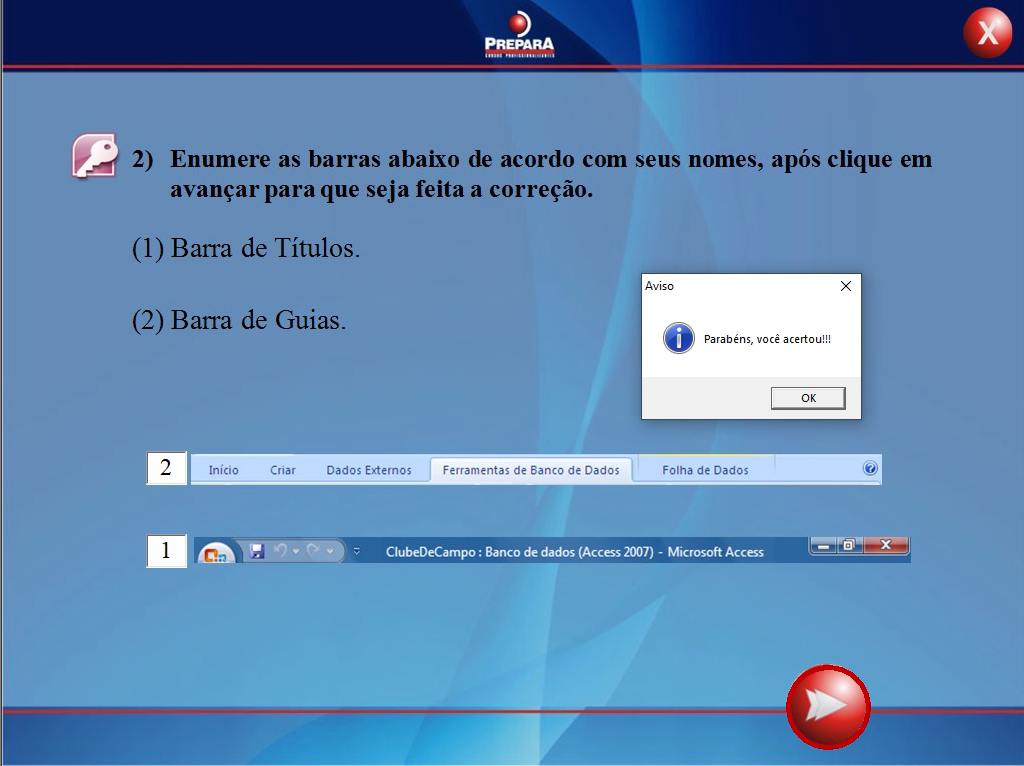 PREPARA
CURSOS PROFISSIONALIZANTES
X
2) Enumere as barras abaixo de acordo com seus nomes, após clique em
avançar para que seja feita a correção.
(1) Barra de Títulos.
(2) Barra de Guias.
Aviso
Parabéns, você acertou!!!
OK
2
Início Criar Dados Externos Ferramentas de Banco de Dados Folha de Dados
1
ClubeDeCampo : Banco de dados (Access 2007) - Microsoft Access